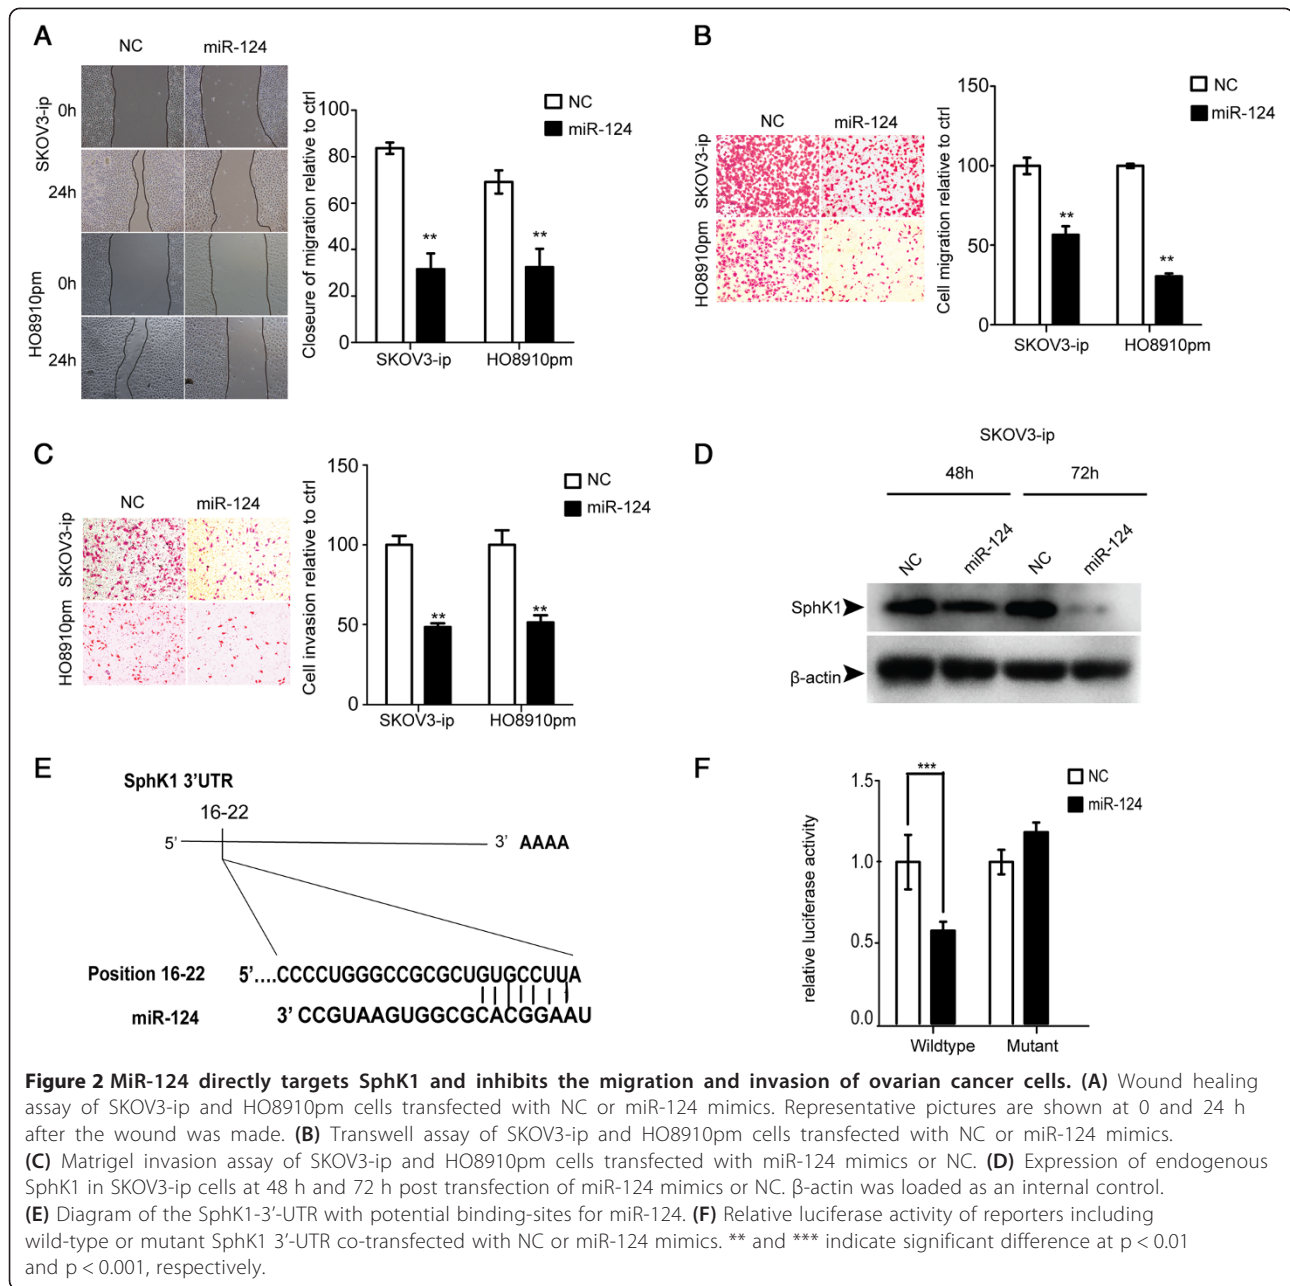 A
NC
miR-124
SKOV3-ip
0h
24h
HO8910pm
0h
24h
Closure of migration relative to ctrl
100
80
60
40
20
0
NC
miR-124
**
**
SKOV3-ip
HO8910pm
B
NC
miR-124
SKOV3-ip
HO8910pm
Cell migration relative to ctrl
150
100
50
0
NC
miR-124
**
**
SKOV3-ip
HO8910pm
C
NC
miR-124
SKOV3-ip
HO8910pm
Cell invasion relative to ctrl
150
100
50
0
NC
miR-124
**
**
SKOV3-ip
HO8910pm
D
SKOV3-ip
48h
72h
NC
miR-124
NC
miR-124
SphK1
β-actin
E
SphK1 3’UTR
16-22
5’
3’ AAAA
Position 16-22 5’....CCCCUGGGCCGCGCUGUGCCUUA
miR-124 3’ CCGUAAGUGGCGCACGGAAU
F
relative luciferase activity
1.5
1.0
0.5
0.0
***
NC
miR-124
Wildtype
Mutant
Figure 2 MiR-124 directly targets SphK1 and inhibits the migration and invasion of ovarian cancer cells. (A) Wound healing
assay of SKOV3-ip and HO8910pm cells transfected with NC or miR-124 mimics. Representative pictures are shown at 0 and 24 h
after the wound was made. (B) Transwell assay of SKOV3-ip and HO8910pm cells transfected with NC or miR-124 mimics.
(C) Matrigel invasion assay of SKOV3-ip and HO8910pm cells transfected with miR-124 mimics or NC. (D) Expression of endogenous
SphK1 in SKOV3-ip cells at 48 h and 72 h post transfection of miR-124 mimics or NC. β-actin was loaded as an internal control.
(E) Diagram of the SphK1-3’-UTR with potential binding-sites for miR-124. (F) Relative luciferase activity of reporters including
wild-type or mutant SphK1 3’-UTR co-transfected with NC or miR-124 mimics. ** and *** indicate significant difference at p < 0.01
and p < 0.001, respectively.